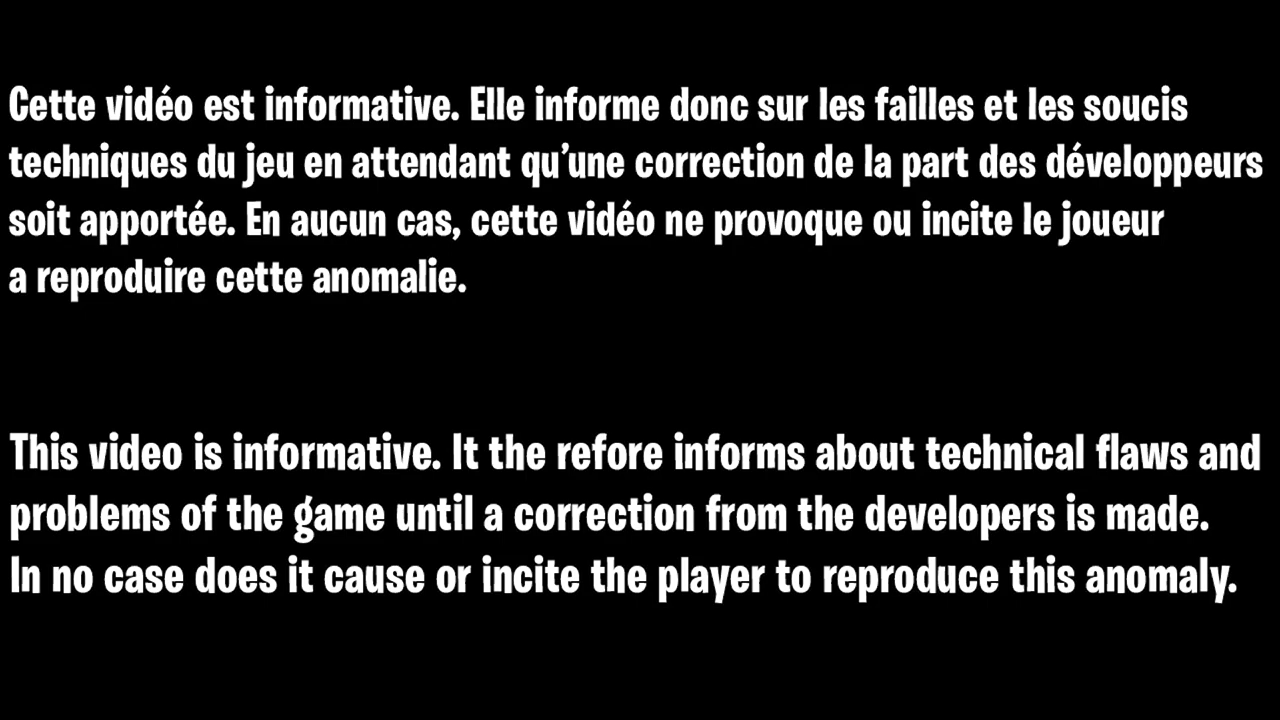 Cette vidéo est informative. Elle informe donc sur les failles et les soucis
techniques du jeu en attendant qu’une correction de la part des développeurs
soit apportée. En aucun cas, cette vidéo ne provoque ou incite le joueur
a reproduire cette anomalie.
This video is informative. It the refore informs about technical flaws and
problems of the game until a correction from the developers is made.
In no case does it cause or incite the player to reproduce this anomaly.